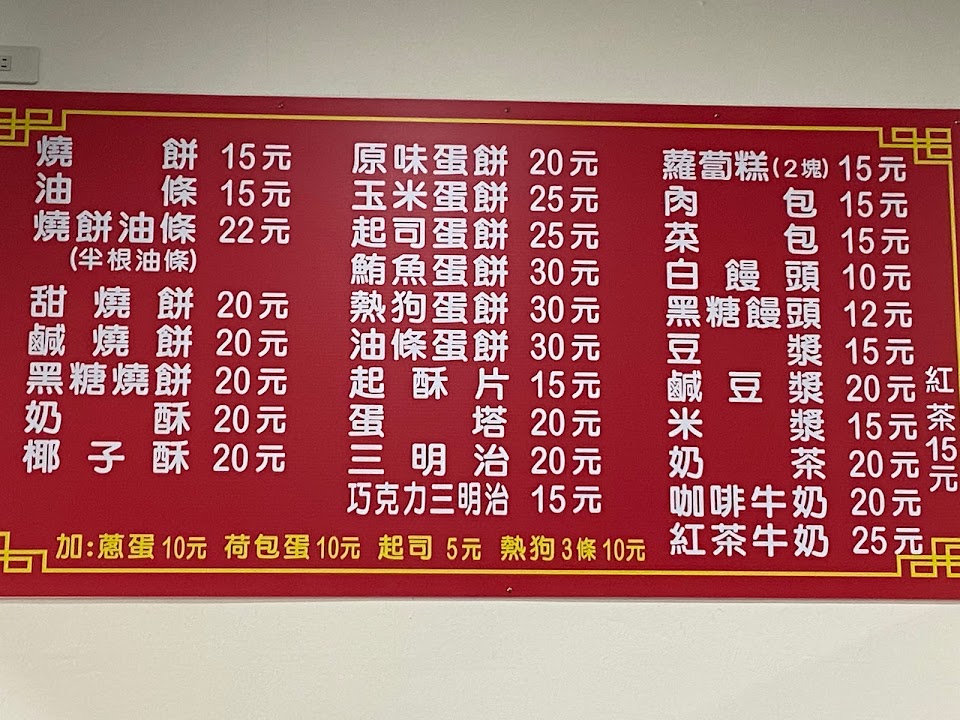 燒餅 15元
油條 15元
燒餅油條 22元
(半根油條)
甜燒餅 20元
鹹燒餅 20元
黑糖燒餅 20元
奶酥 20元
椰子酥 20元
原味蛋餅 20元
玉米蛋餅 25元
起司蛋餅 25元
鮪魚蛋餅 30元
熱狗蛋餅 30元
油條蛋餅 30元
起酥片 15元
蛋塔 20元
三明治 20元
巧克力三明治 15元
蘿蔔糕(2塊) 15元
肉包 15元
菜包 15元
白饅頭 10元
黑糖饅頭 12元
豆漿 15元
鹹豆漿 20元
米漿 15元
奶茶 20元
咖啡牛奶 20元
紅茶牛奶 25元
紅茶15元
加:蔥蛋10元 荷包蛋10元 起司 5元 熱狗3條10元